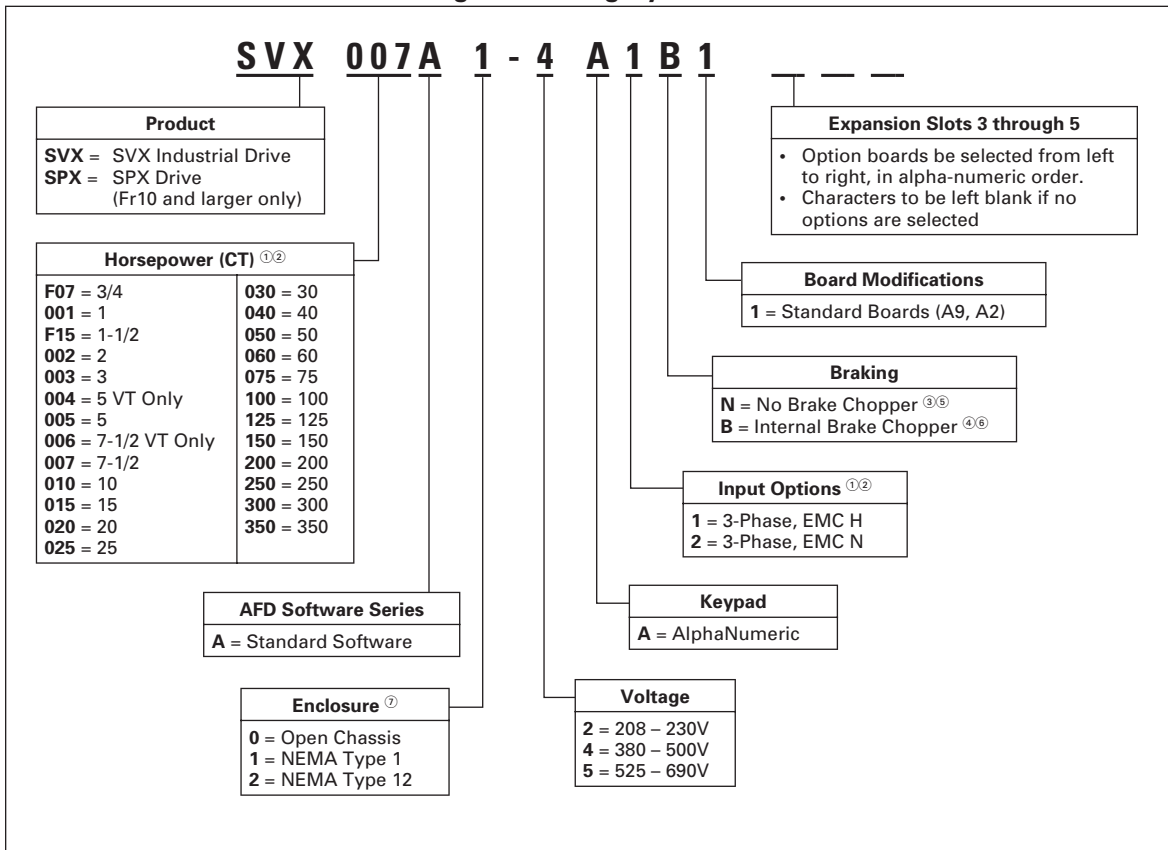 SVX 007A 1 - 4 A 1 B 1 __ __ __
Product
SVX = SVX Industrial Drive
SPX = SPX Drive
(Fr10 and larger only)
Horsepower (CT) ①②
F07 = 3/4
001 = 1
F15 = 1-1/2
002 = 2
003 = 3
004 = 5 VT Only
005 = 5
006 = 7-1/2 VT Only
007 = 7-1/2
010 = 10
015 = 15
020 = 20
025 = 25
030 = 30
040 = 40
050 = 50
060 = 60
075 = 75
100 = 100
125 = 125
150 = 150
200 = 200
250 = 250
300 = 300
350 = 350
AFD Software Series
A = Standard Software
Enclosure ⑦
0 = Open Chassis
1 = NEMA Type 1
2 = NEMA Type 12
Voltage
2 = 208 – 230V
4 = 380 – 500V
5 = 525 – 690V
Keypad
A = AlphaNumeric
Input Options ①②
1 = 3-Phase, EMC H
2 = 3-Phase, EMC N
Braking
N = No Brake Chopper ③⑤
B = Internal Brake Chopper ④⑥
Board Modifications
1 = Standard Boards (A9, A2)
Expansion Slots 3 through 5
• Option boards be selected from left
to right, in alpha-numeric order.
• Characters to be left blank if no
options are selected